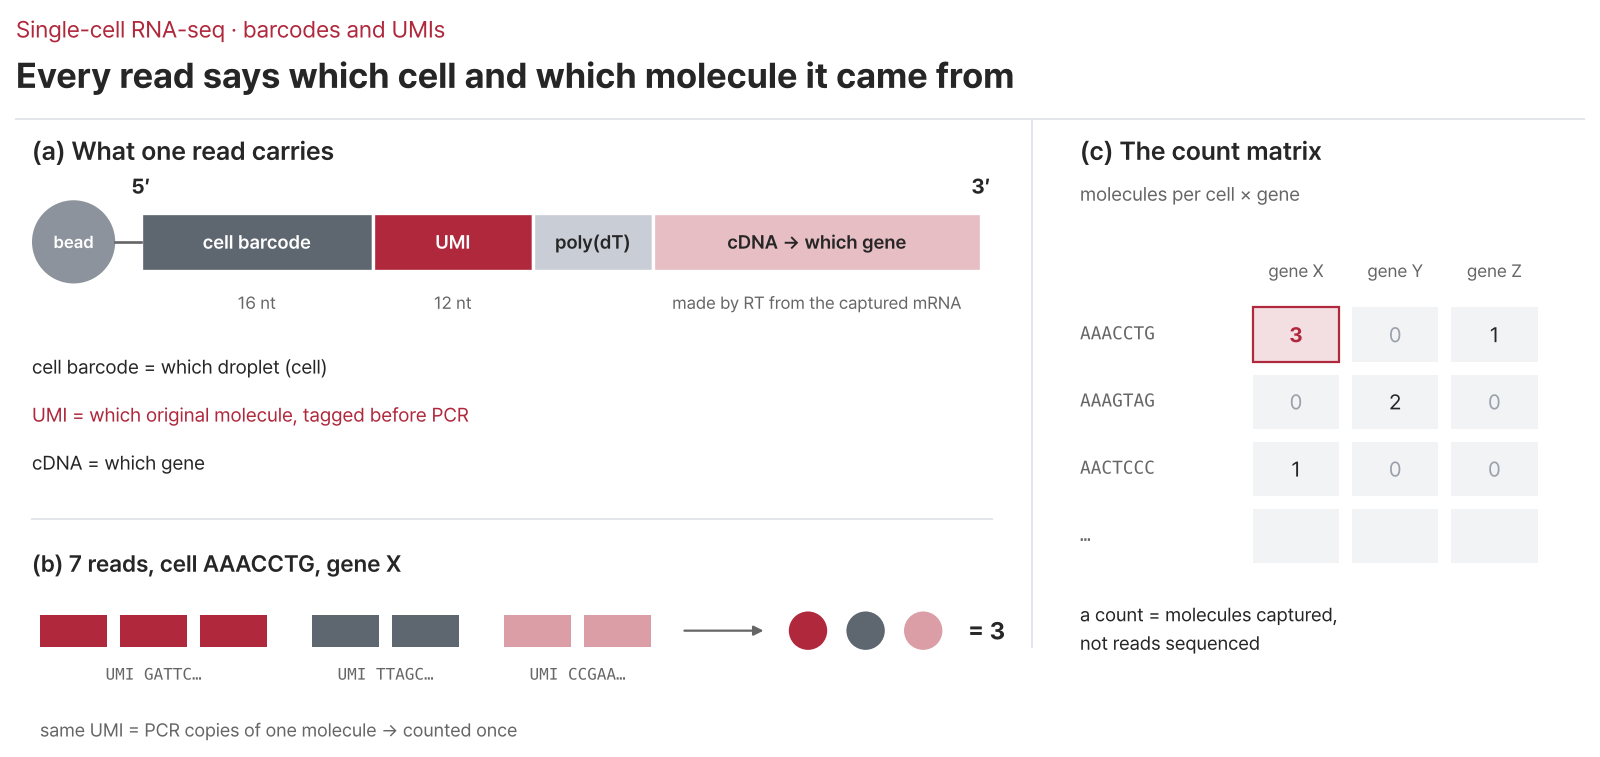 Single-cell RNA-seq · barcodes and UMIs
Every read says which cell and which molecule it came from
(a) What one read carries
5′
3′
bead
cell barcode
UMI
poly(dT)
cDNA → which gene
16 nt
12 nt
made by RT from the captured mRNA
cell barcode = which droplet (cell)
UMI = which original molecule, tagged before PCR
cDNA = which gene
(b) 7 reads, cell AAACCTG, gene X
= 3
UMI GATTC…
UMI TTAGC…
UMI CCGAA…
same UMI = PCR copies of one molecule → counted once
(c) The count matrix
molecules per cell × gene
gene X gene Y gene Z
AAACCTG 3 0 1
AAAGTAG 0 2 0
AACTCCC 1 0 0
…
a count = molecules captured,
not reads sequenced